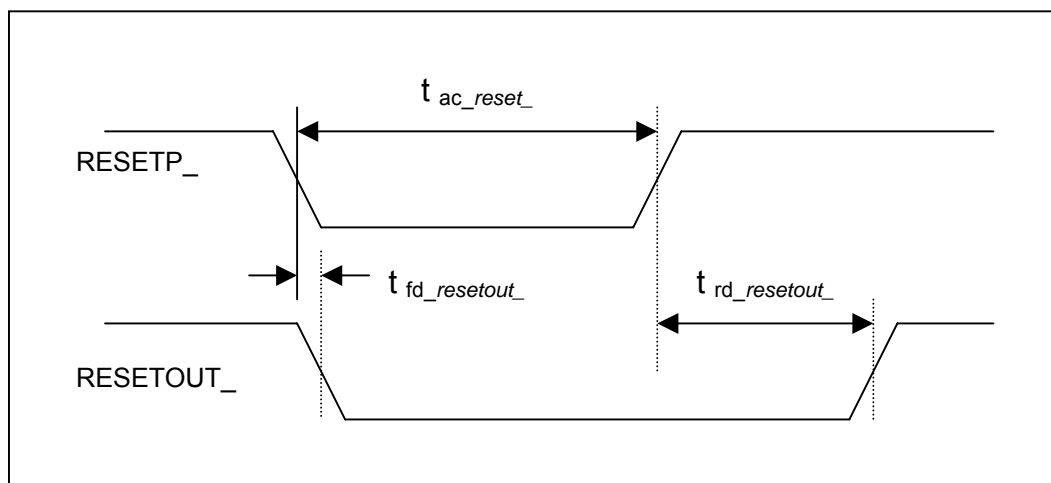 t ac_reset_
RESETP_
t fd_resetout_
t rd_resetout_
RESETOUT_